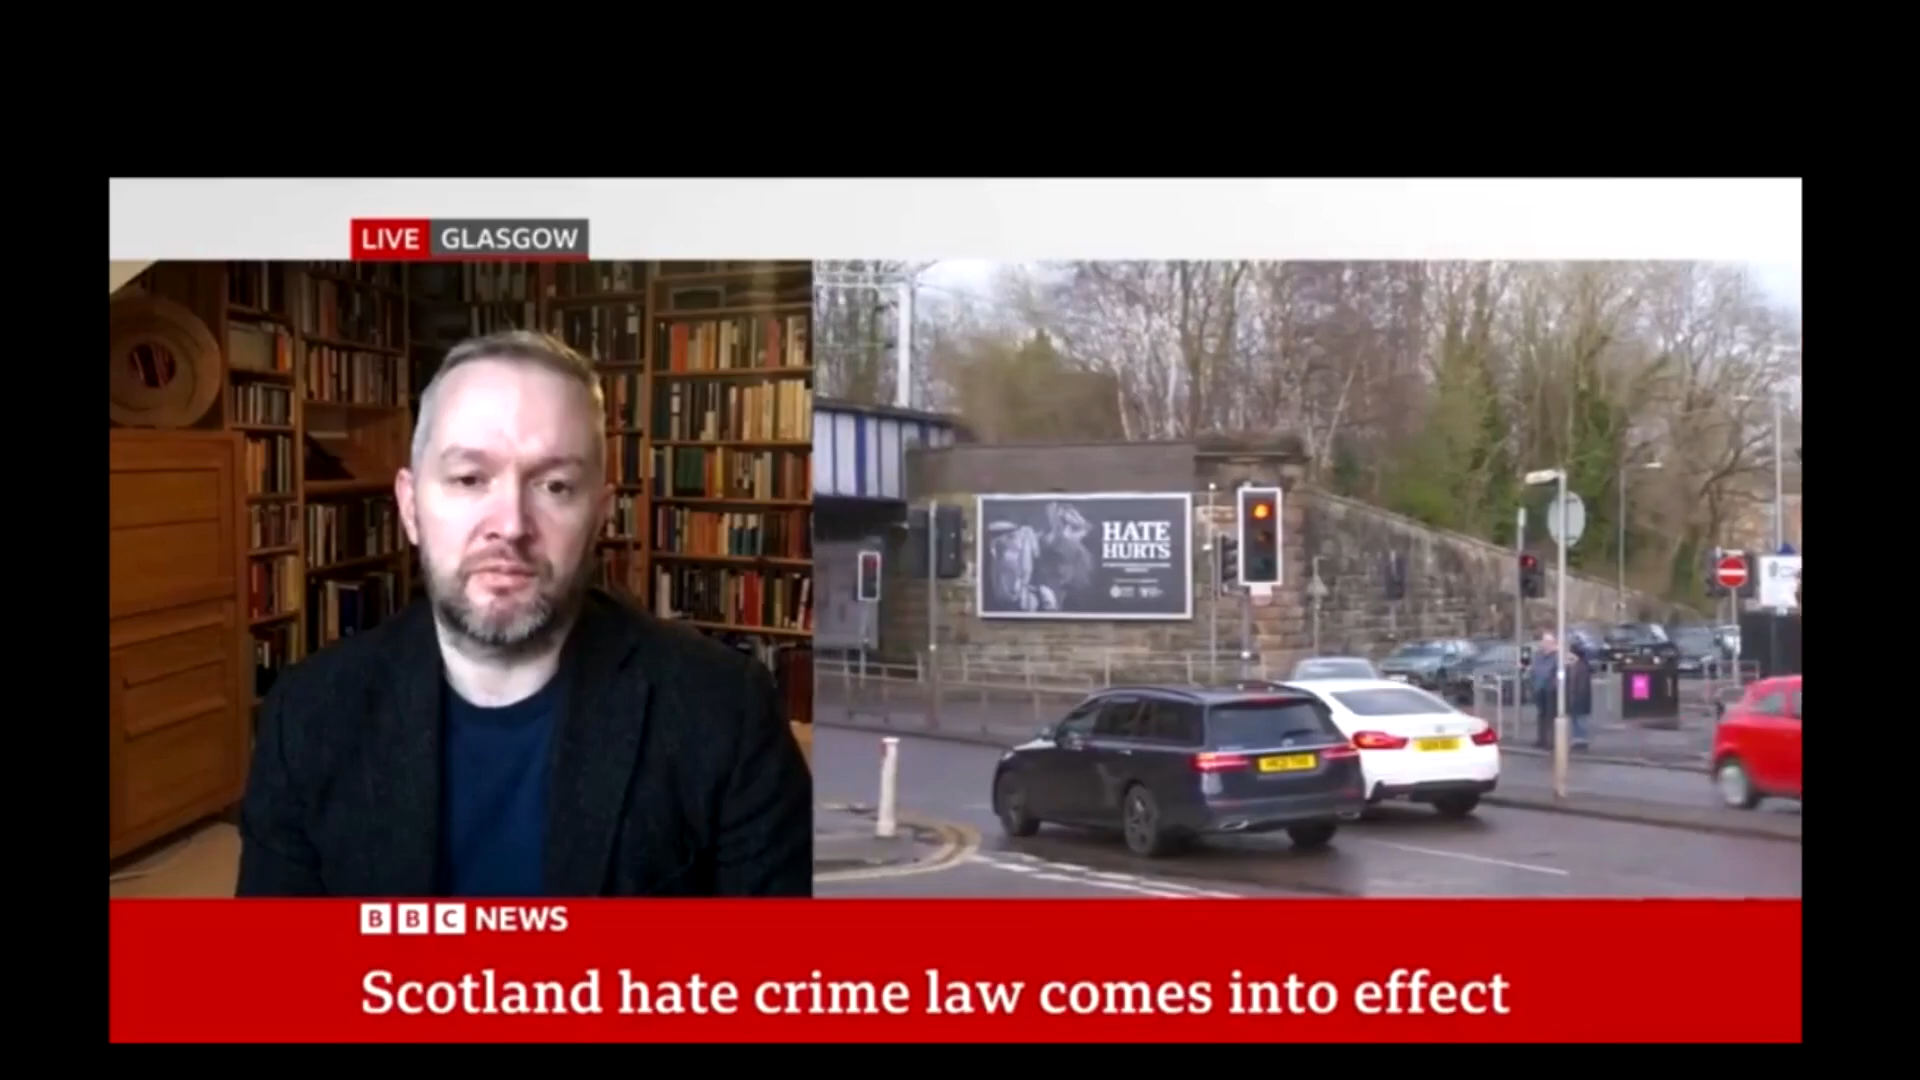 LIVE GLASGOW
HATE
HURTS
BBC NEWS
Scotland hate crime law comes into effect